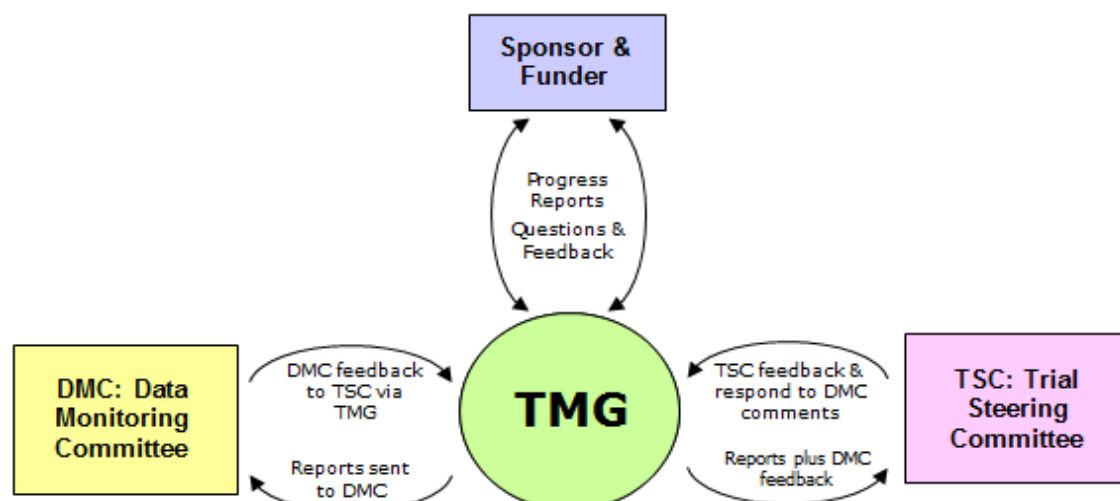 Sponsor &
Funder
Progress
Reports
Questions &
Feedback
DMC: Data
Monitoring
Committee
DMC feedback
to TSC via
TMG
Reports sent
to DMC
TMG
TSC feedback &
respond to DMC
comments
Reports plus DMC
feedback
TSC: Trial
Steering
Committee